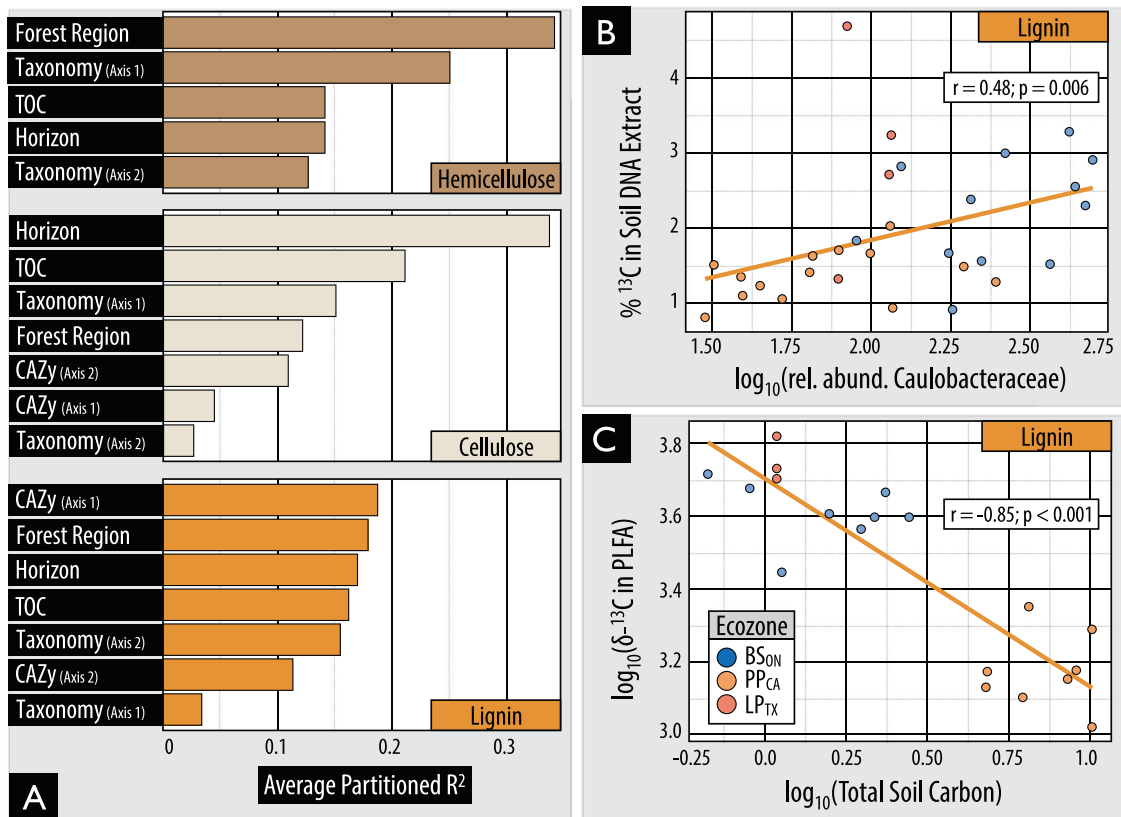 Forest Region
Taxonomy (Axis 1)
TOC
Horizon
Taxonomy (Axis 2)
Hemicellulose
Horizon
TOC
Taxonomy (Axis 1)
Forest Region
CAZy (Axis 2)
CAZy (Axis 1)
Taxonomy (Axis 2)
Cellulose
CAZy (Axis 1)
Forest Region
Horizon
TOC
Taxonomy (Axis 2)
CAZy (Axis 2)
Taxonomy (Axis 1)
Lignin
0 0.1 0.2 0.3
Average Partitioned R²
A
B
Lignin
r = 0.48; p = 0.006
4
3
2
1
% ¹³C in Soil DNA Extract
1.50 1.75 2.00 2.25 2.50 2.75
log₁₀(rel. abund. Caulobacteraceae)
C
Lignin
r = -0.85; p < 0.001
3.8
3.6
3.4
3.2
3.0
log₁₀(δ-¹³C in PLFA)
Ecozone
BS_ON
PP_CA
LP_TX
-0.25 0.0 0.25 0.50 0.75 1.0
log₁₀(Total Soil Carbon)